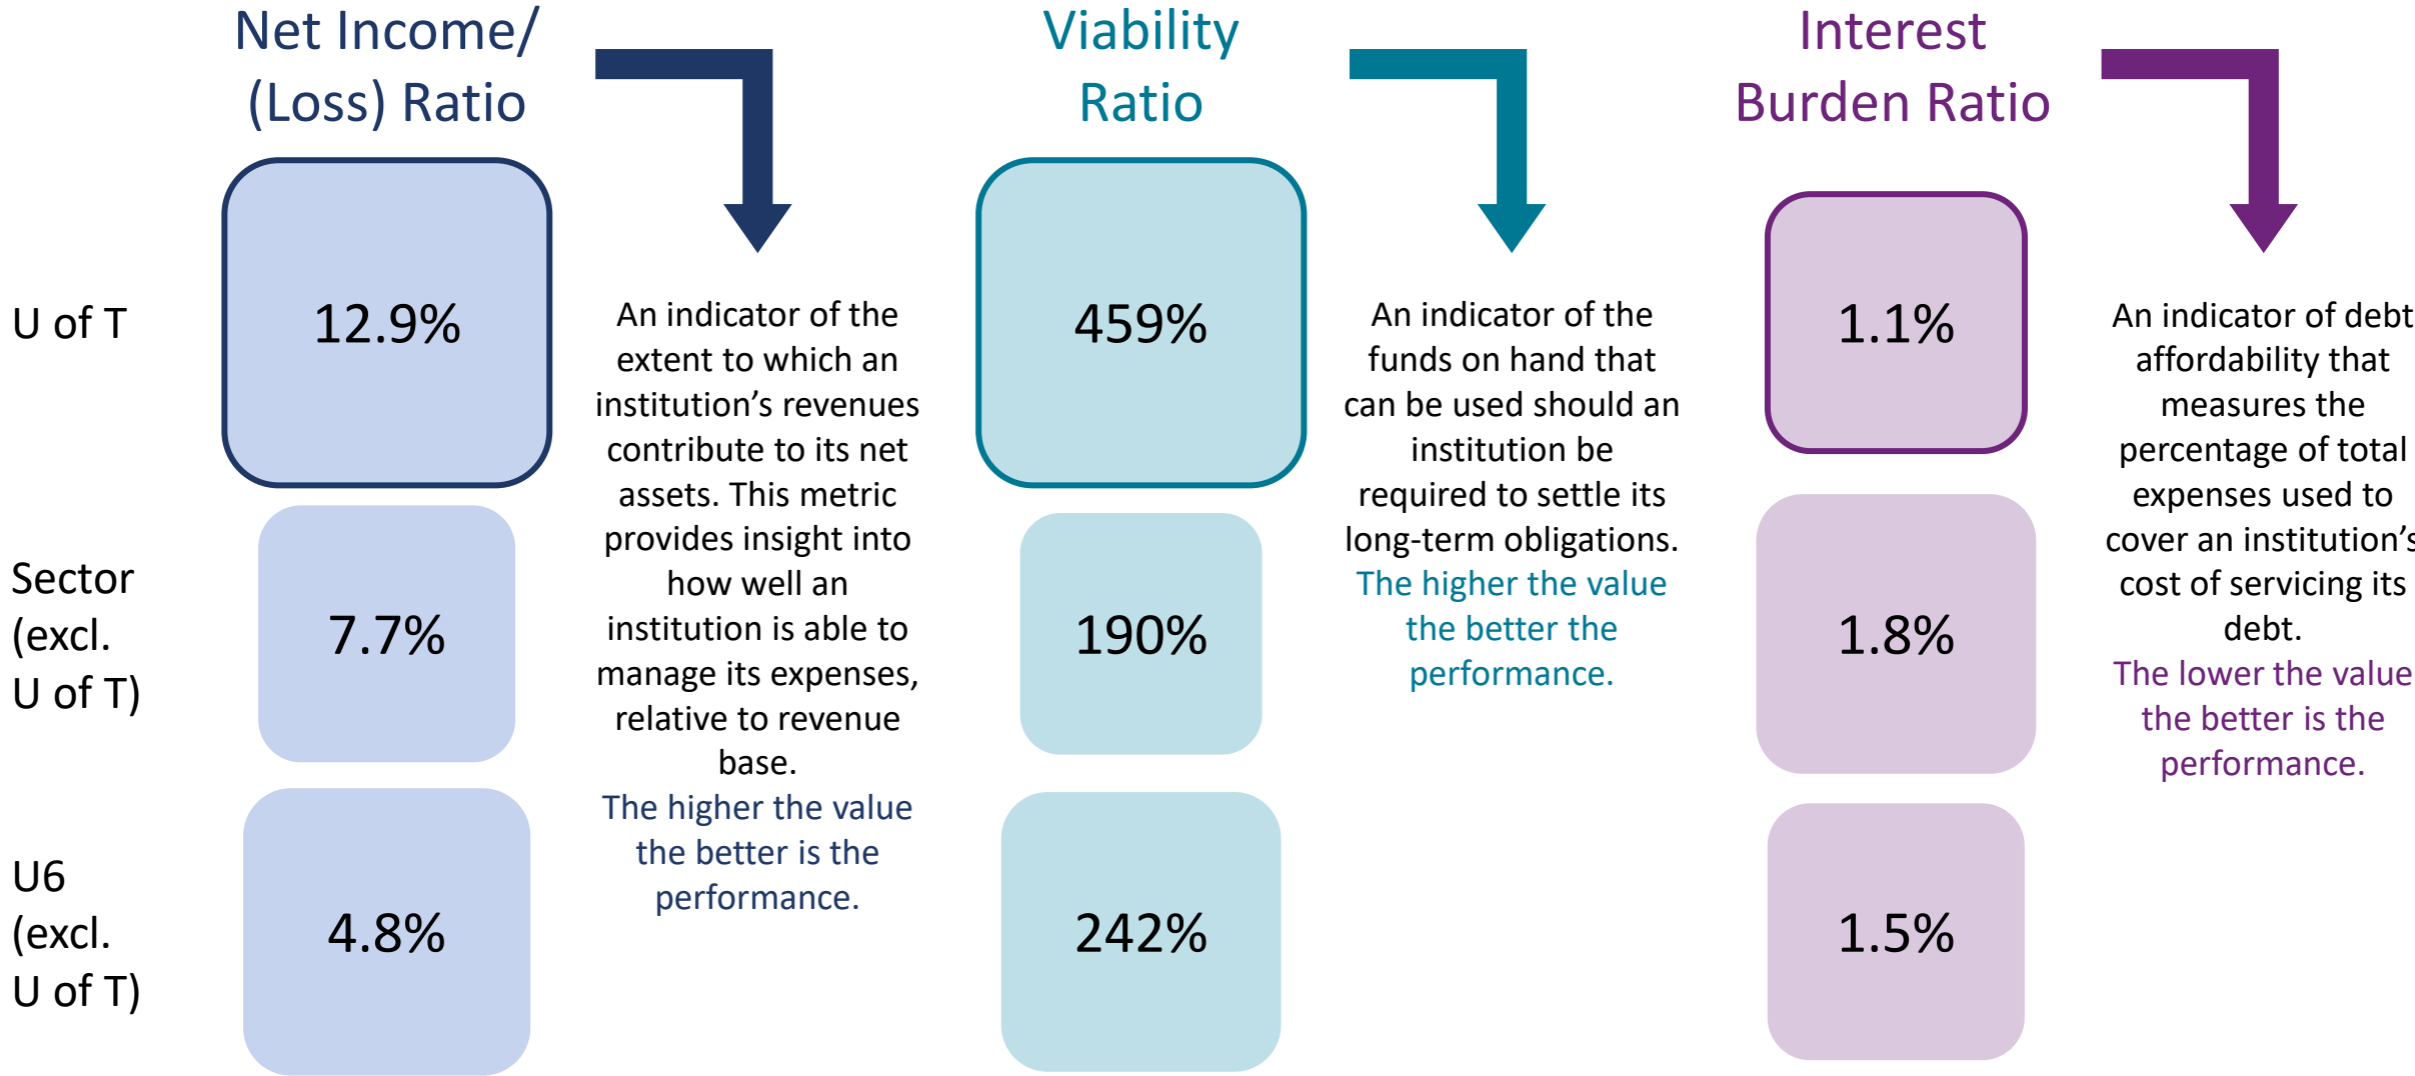 Net Income/
(Loss) Ratio
Viability
Ratio
Interest
Burden Ratio
U of T
12.9%
An indicator of the
extent to which an
institution’s revenues
contribute to its net
assets. This metric
provides insight into
how well an
institution is able to
manage its expenses,
relative to revenue
base.
The higher the value
the better is the
performance.
459%
An indicator of the
funds on hand that
can be used should an
institution be
required to settle its
long-term obligations.
The higher the value
the better the
performance.
1.1%
An indicator of debt
affordability that
measures the
percentage of total
expenses used to
cover an institution’s
cost of servicing its
debt.
The lower the value
the better is the
performance.
Sector
(excl.
U of T)
7.7%
190%
1.8%
U6
(excl.
U of T)
4.8%
242%
1.5%